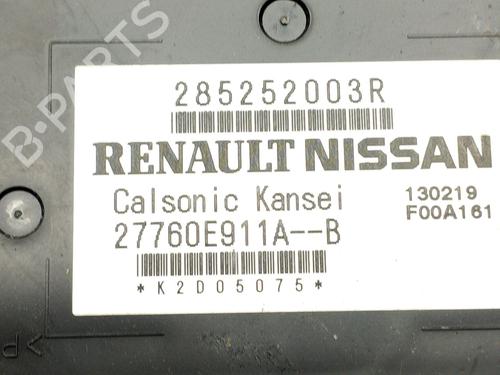 B-PARTS
285252003R
RENAULT NISSAN
Calsonic Kansei
130219
27760E911A--B
F00A161
*K2D05075*
>P